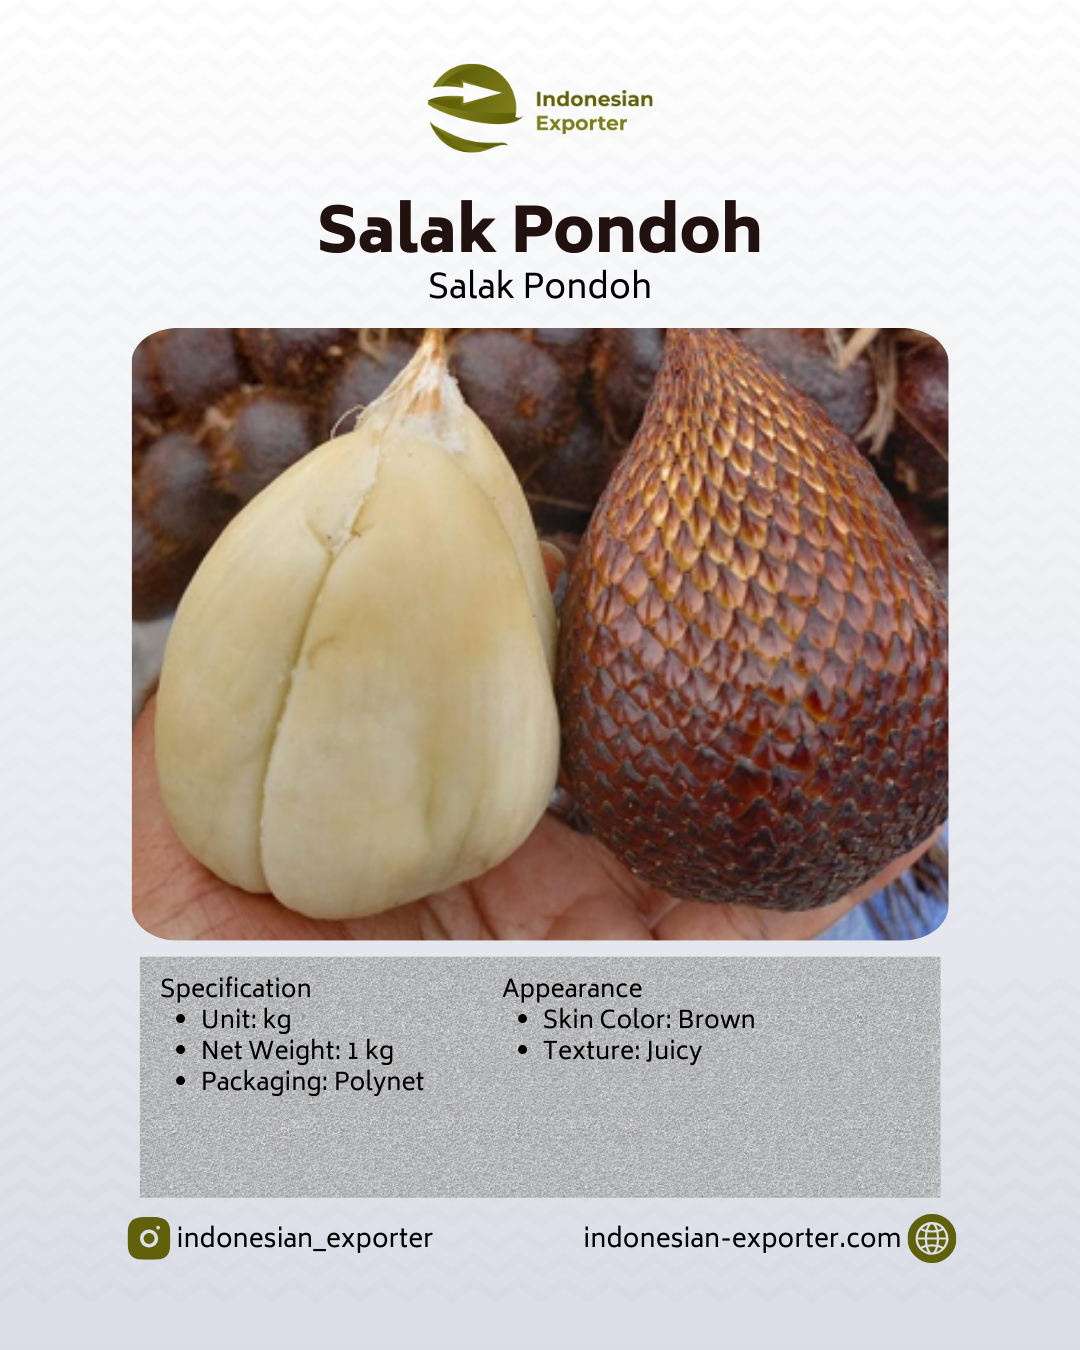 Indonesian
Exporter
Salak Pondoh
Salak Pondoh
Specification
• Unit: kg
• Net Weight: 1 kg
• Packaging: Polynet
Appearance
• Skin Color: Brown
• Texture: Juicy
indonesian_exporter
indonesian-exporter.com